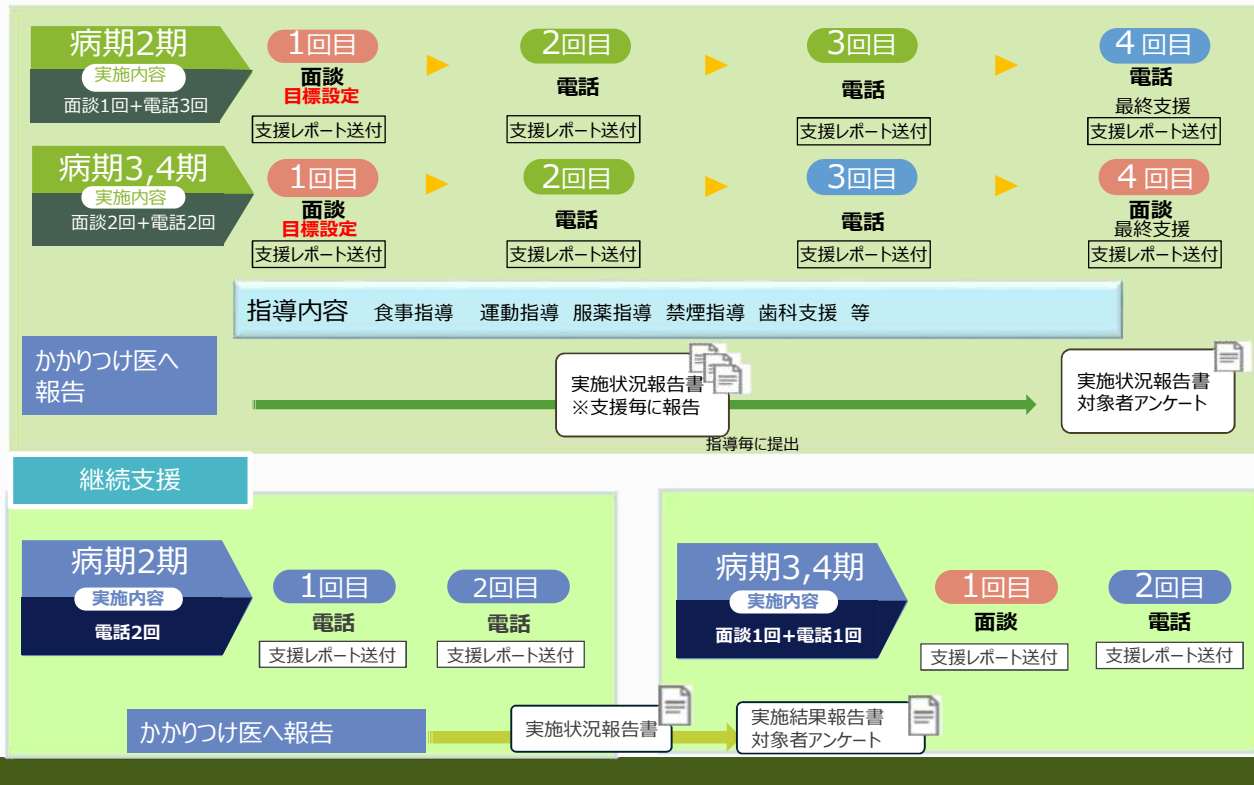 病期2期
実施内容
面談1回+電話3回
1回目
面談
目標設定
支援レポート送付
2回目
電話
支援レポート送付
3回目
電話
支援レポート送付
4 回目
電話
最終支援
支援レポート送付
病期3,4期
実施内容
面談2回+電話2回
1回目
面談
目標設定
支援レポート送付
2回目
電話
支援レポート送付
3回目
電話
支援レポート送付
4 回目
面談
最終支援
支援レポート送付
指導内容 食事指導 運動指導 服薬指導 禁煙指導 歯科支援 等
かかりつけ医へ
報告
実施状況報告書
※支援毎に報告
指導毎に提出
実施状況報告書
対象者アンケート
継続支援
病期2期
実施内容
電話2回
1回目
電話
支援レポート送付
2回目
電話
支援レポート送付
病期3,4期
実施内容
面談1回+電話1回
1回目
面談
支援レポート送付
2回目
電話
支援レポート送付
かかりつけ医へ報告
実施状況報告書
実施結果報告書
対象者アンケート